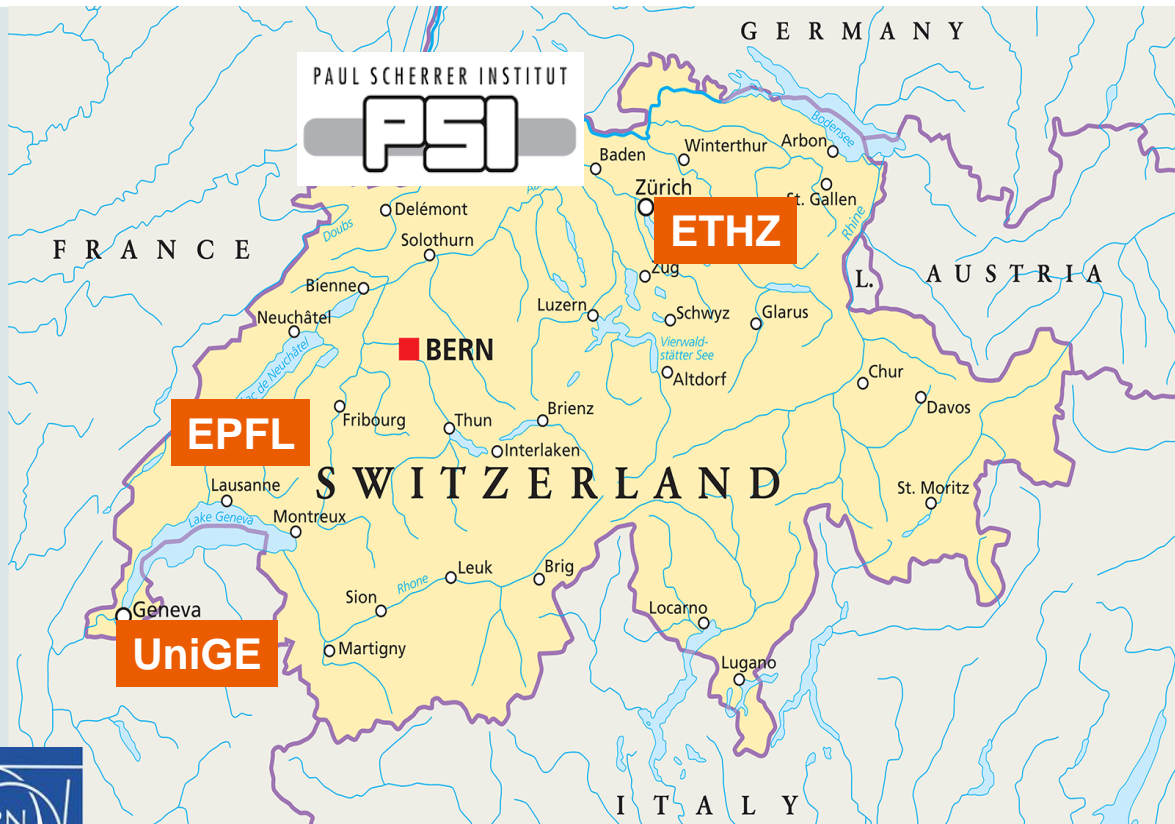 GERMANY
PAUL SCHERRER INSTITUT
PSI
Bodensee
Arbon
Winterthur
Baden
Zürich
St. Gallen
Delémont
Rhine
Doubs
ETHZ
Solothurn
FRANCE
Zug
AUSTRIA
L.
Bienne
Luzern
Schwyz
Glarus
Neuchâtel
Vierwald-
stätter See
BERN
de Neuchâtel
Altdorf
Chur
Davos
Brienz
Fribourg
Thun
EPFL
Interlaken
SWITZERLAND
Lausanne
St. Moritz
Lake Geneva
Montreux
Leuk
Brig
Rhone
Sion
Geneva
Locarno
UniGE
Martigny
Lugano
ITALY